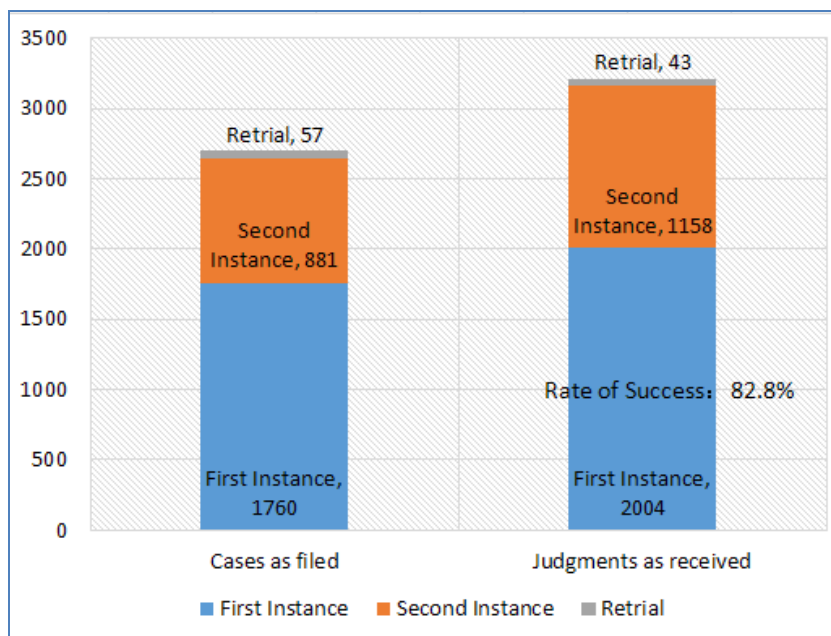 3500
3000
2500
2000
1500
1000
500
0
Retrial, 57
Second
Instance, 881
First Instance,
1760
Retrial, 43
Second
Instance, 1158
Rate of Success： 82.8%
First Instance,
2004
Cases as filed
Judgments as received
First Instance
Second Instance
Retrial